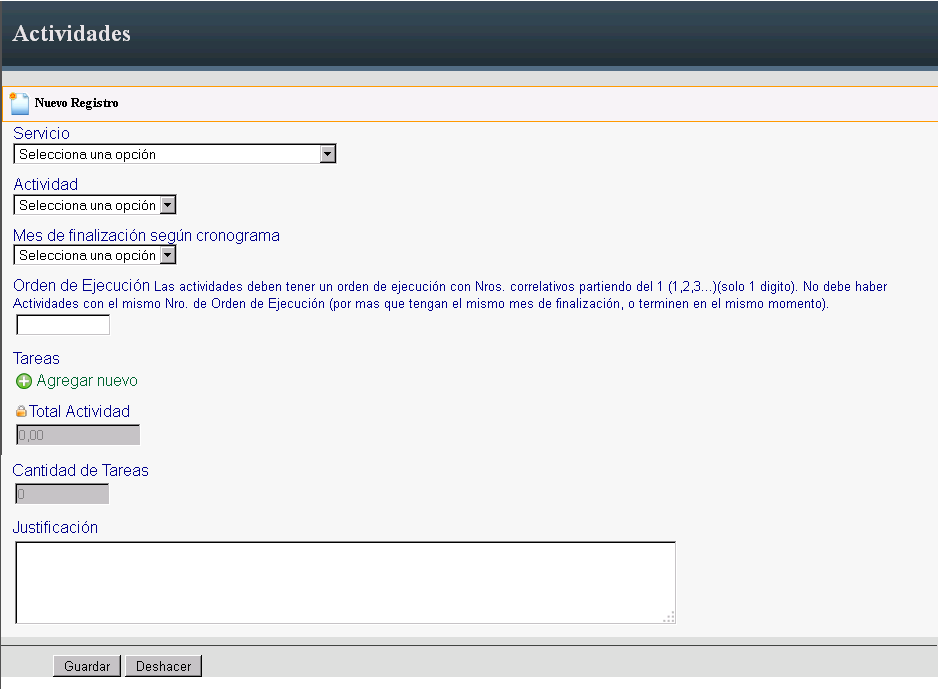 Actividades
Nuevo Registro
Servicio
Selecciona una opción
Actividad
Selecciona una opción
Mes de finalización según cronograma
Selecciona una opción
Orden de Ejecución Las actividades deben tener un orden de ejecución con Nros. correlativos partiendo del 1 (1,2,3...)(solo 1 digito). No debe haber
Actividades con el mismo Nro. de Orden de Ejecución (por mas que tengan el mismo mes de finalización, o terminen en el mismo momento).
Tareas
Agregar nuevo
Total Actividad
0,00
Cantidad de Tareas
0
Justificación
Guardar Deshacer